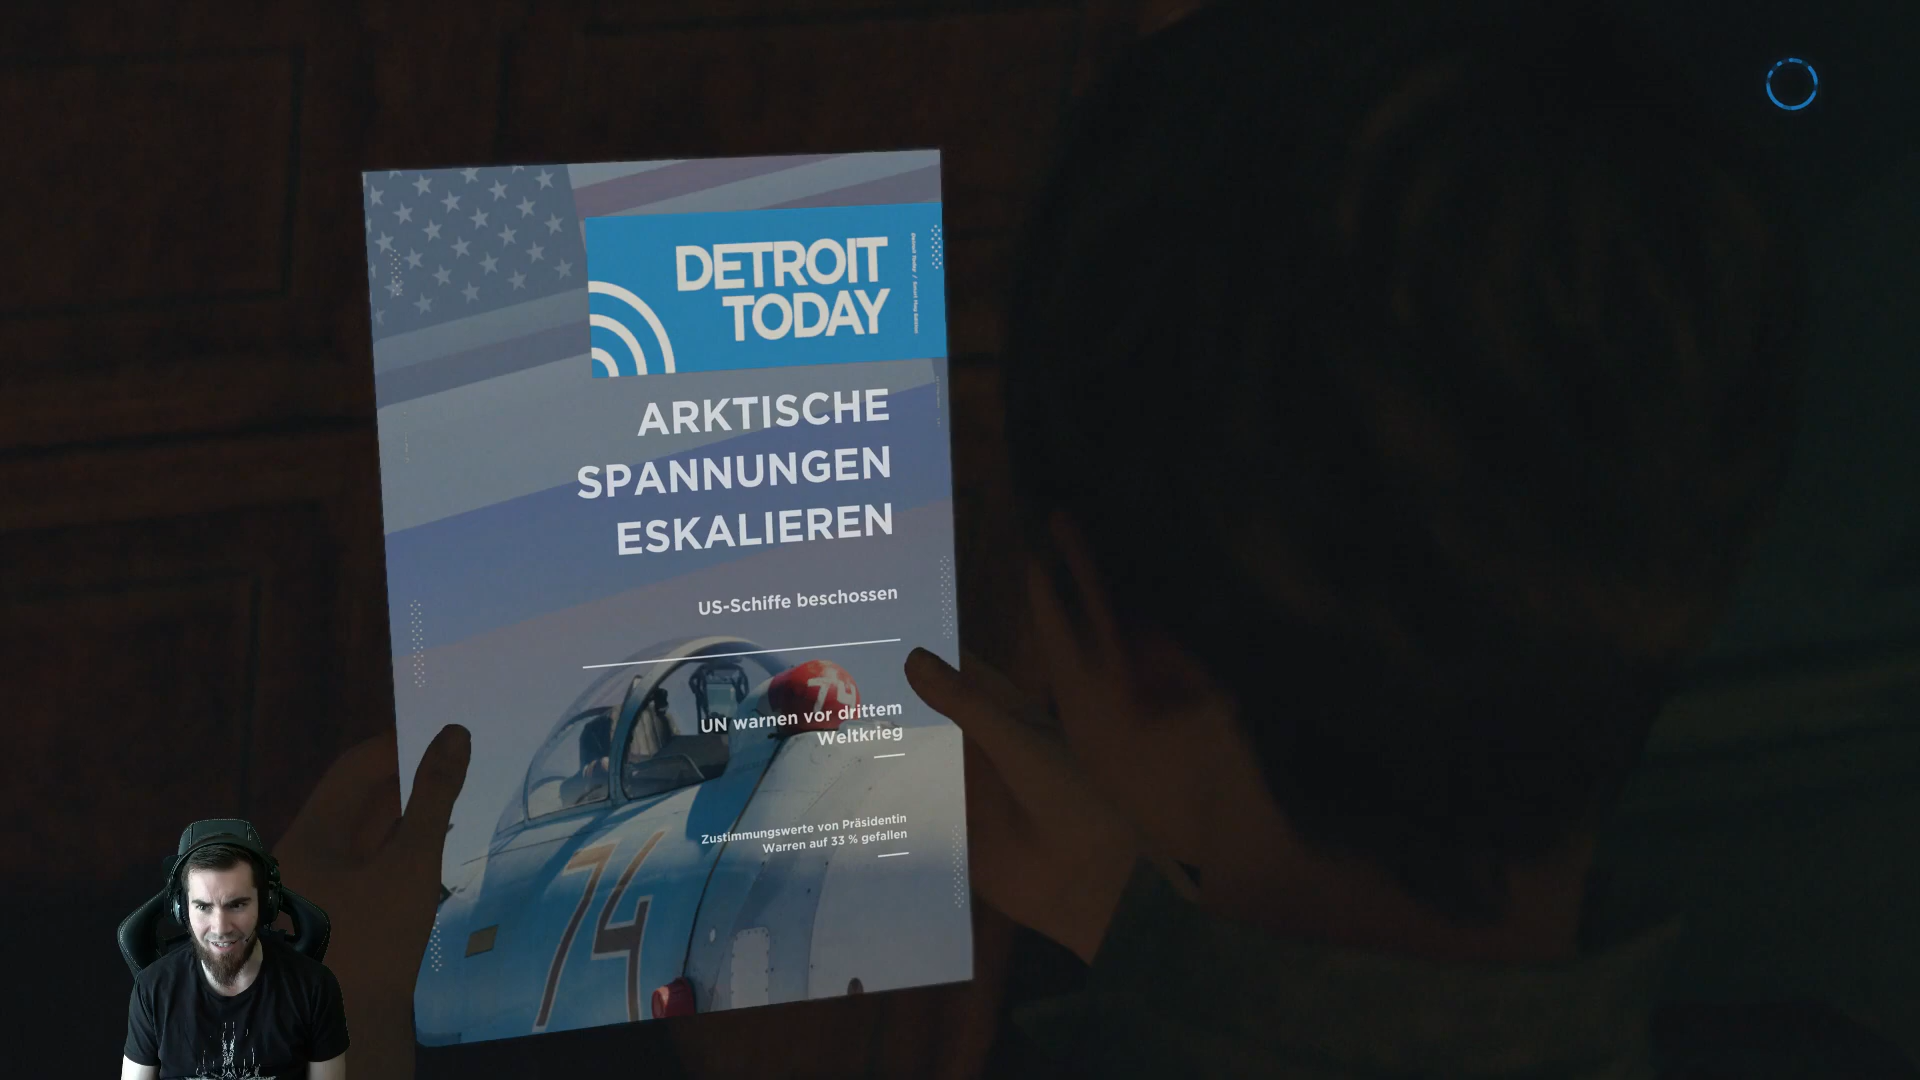 DETROIT
TODAY
ARKTISCHE
SPANNUNGEN
ESKALIEREN
US-Schiffe beschossen
UN warnen vor drittem
Weltkrieg
Zustimmungswerte von Präsidentin
Warren auf 33 % gefallen
74
74